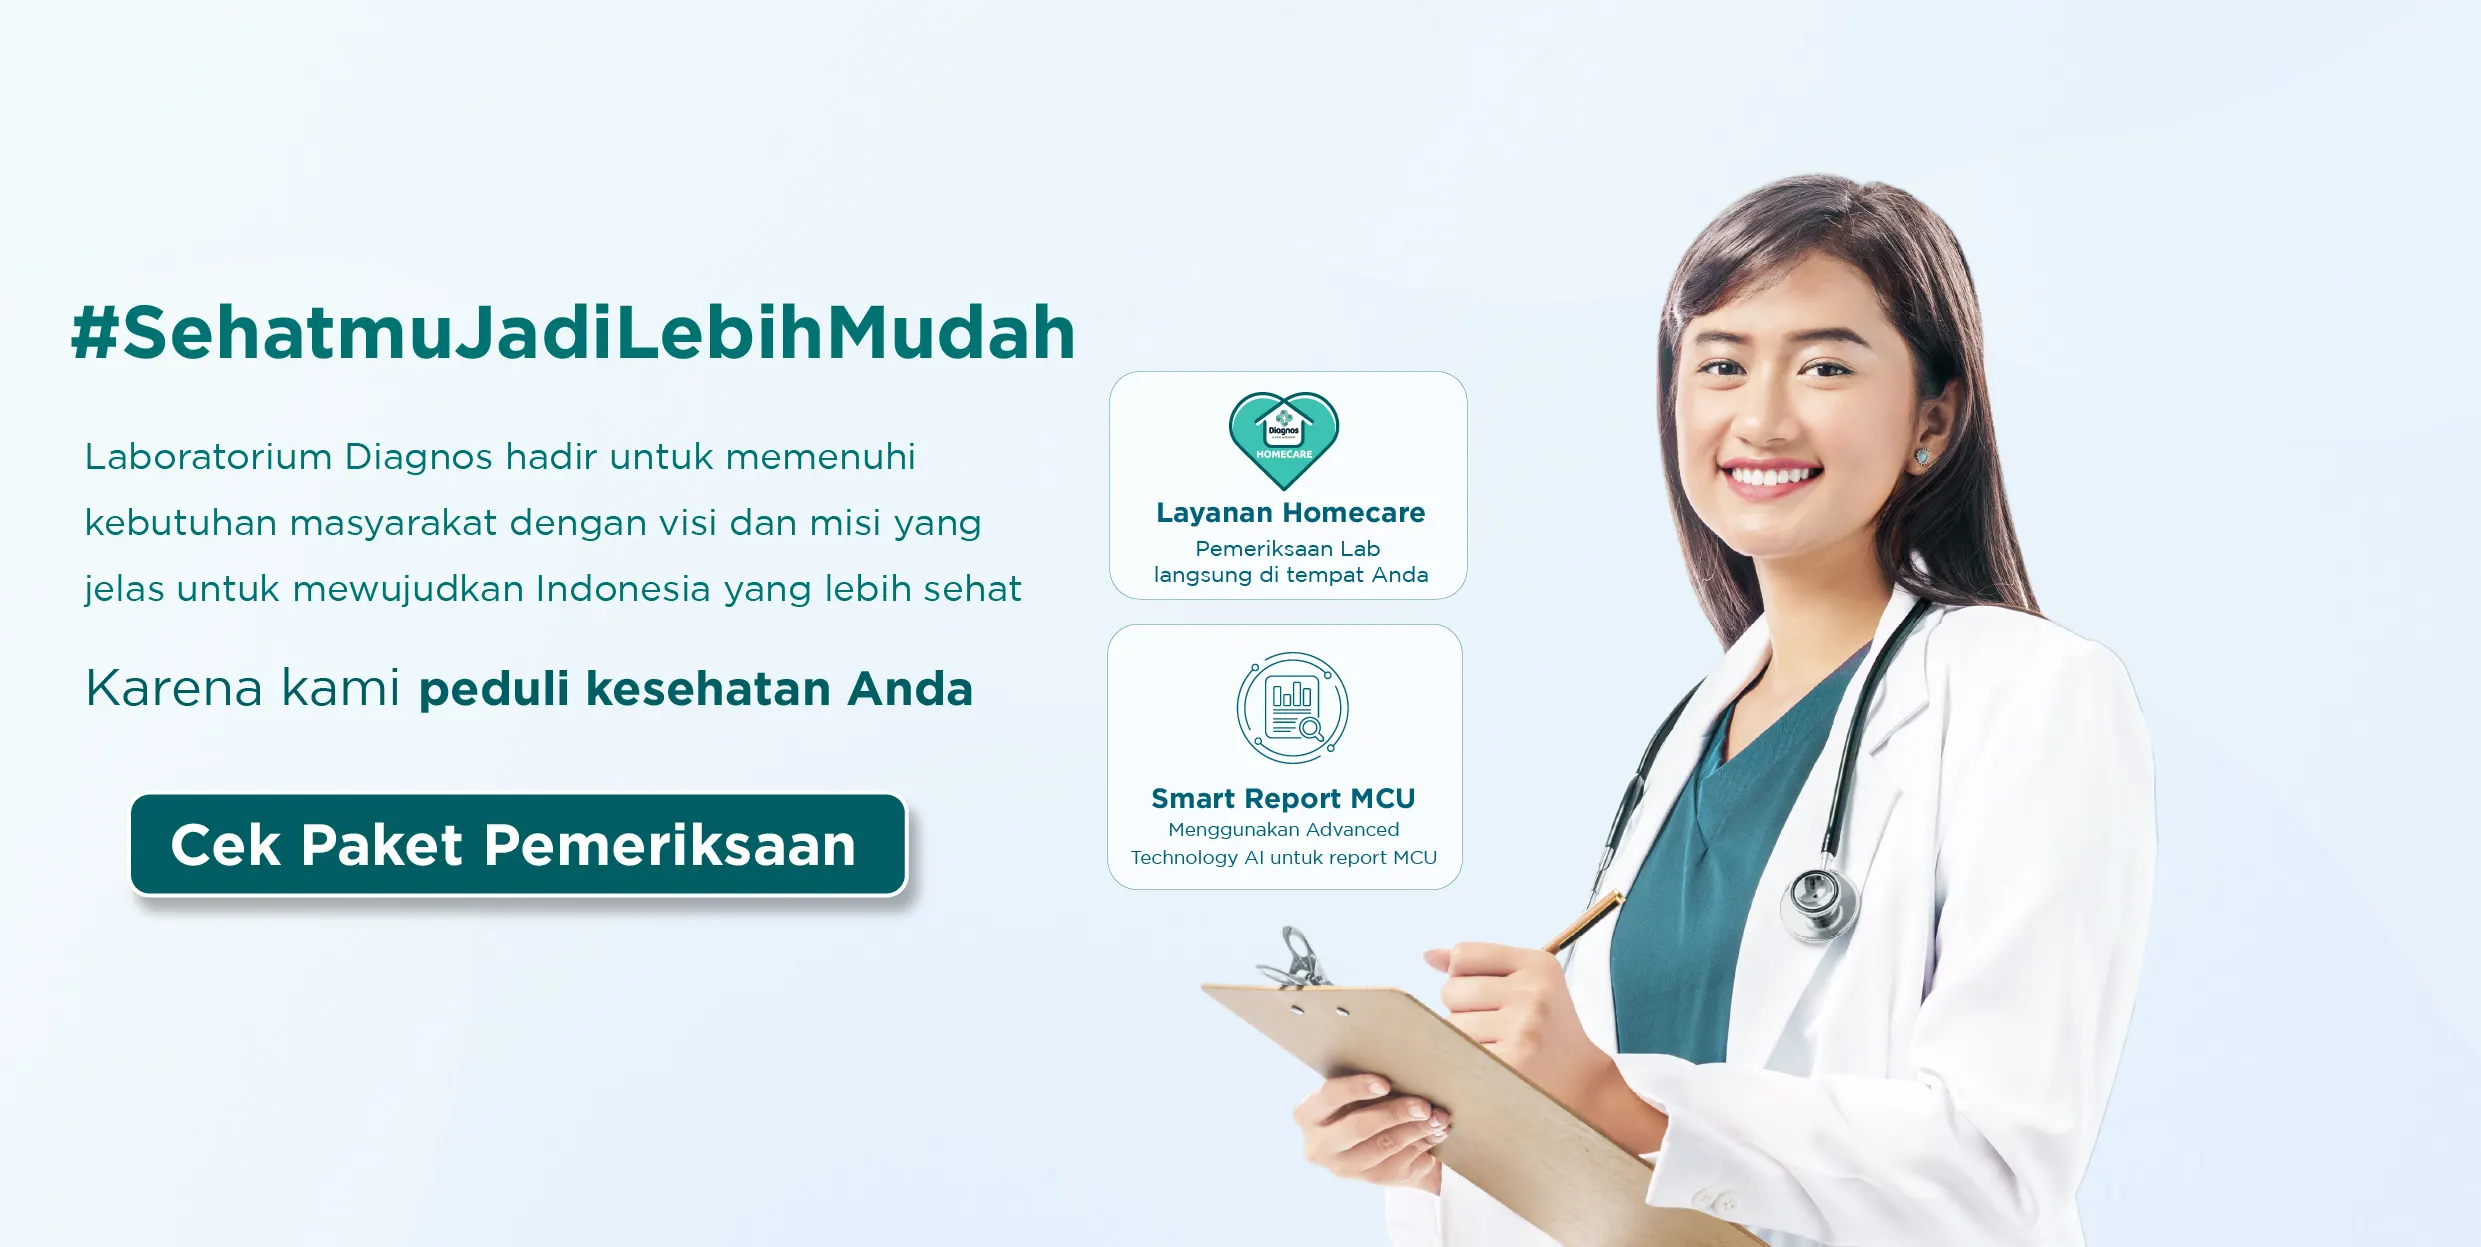 #SehatmuJadiLebihMudah
Laboratorium Diagnos hadir untuk memenuhi
kebutuhan masyarakat dengan visi dan misi yang
jelas untuk mewujudkan Indonesia yang lebih sehat
Karena kami peduli kesehatan Anda
Cek Paket Pemeriksaan
Diagnos
HOMECARE
Layanan Homecare
Pemeriksaan Lab
langsung di tempat Anda
Smart Report MCU
Menggunakan Advanced
Technology AI untuk report MCU